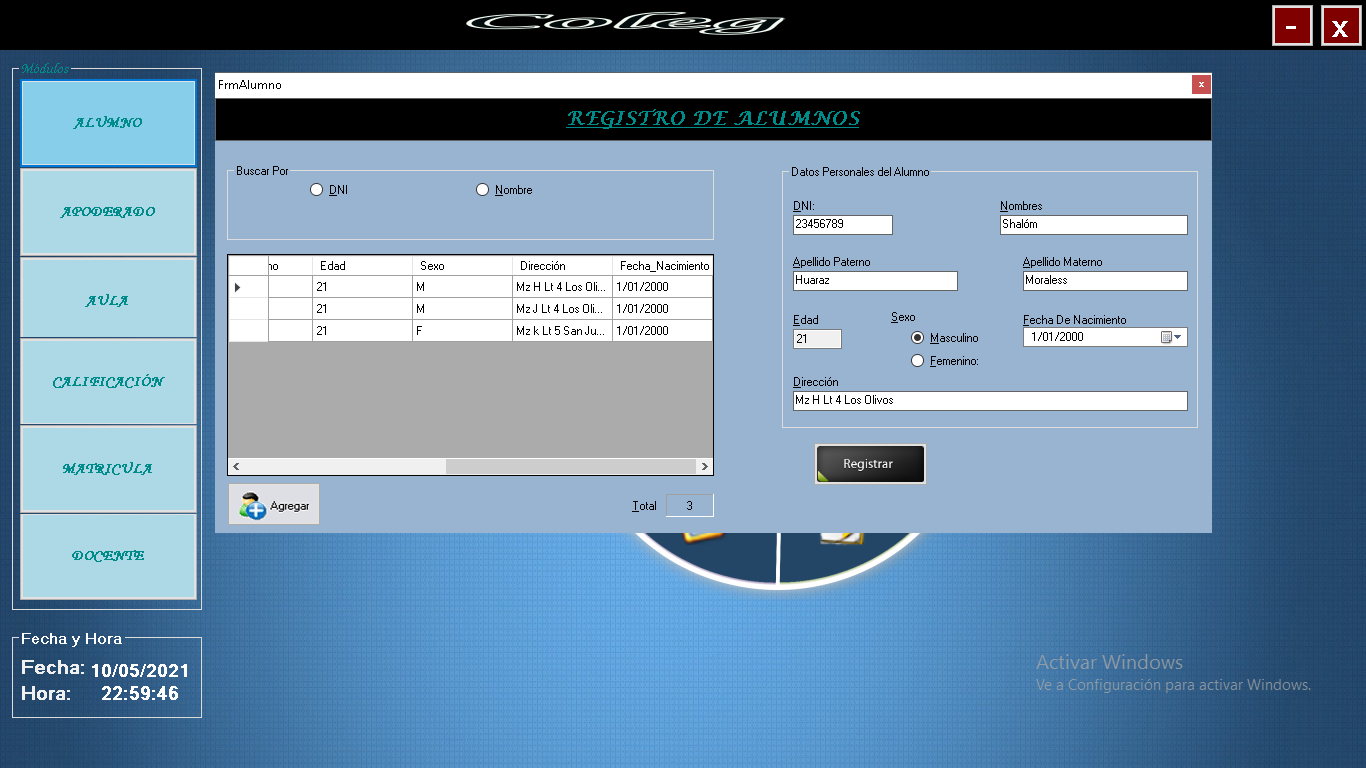 Coleg
-
x
Módulos
ALUMNO
APODERADO
AULA
CALIFICACIÓN
MATRICULA
DOCENTE
Fecha y Hora
Fecha: 10/05/2021
Hora: 22:59:46
FrmAlumno
x
REGISTRO DE ALUMNOS
Buscar Por
DNI Nombre
no Edad Sexo Dirección Fecha_Nacimiento
21 M Mz H Lt 4 Los Oli... 1/01/2000
21 M Mz J Lt 4 Los Oli... 1/01/2000
21 F Mz k Lt 5 San Ju... 1/01/2000
Agregar
Total 3
Datos Personales del Alumno
DNI: Nombres
23456789 Shalóm
Apellido Paterno Apellido Materno
Huaraz Moraless
Edad Sexo Fecha De Nacimiento
21 Masculino 1/01/2000
Femenino:
Dirección
Mz H Lt 4 Los Olivos
Registrar
Activar Windows
Ve a Configuración para activar Windows.